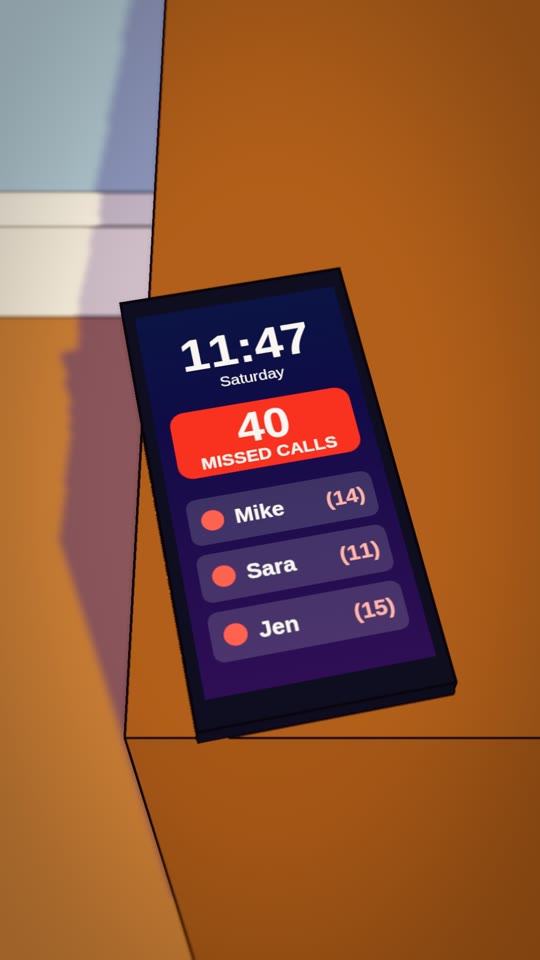 11:47
Saturday
40
MISSED CALLS
Mike (14)
Sara (11)
Jen (15)